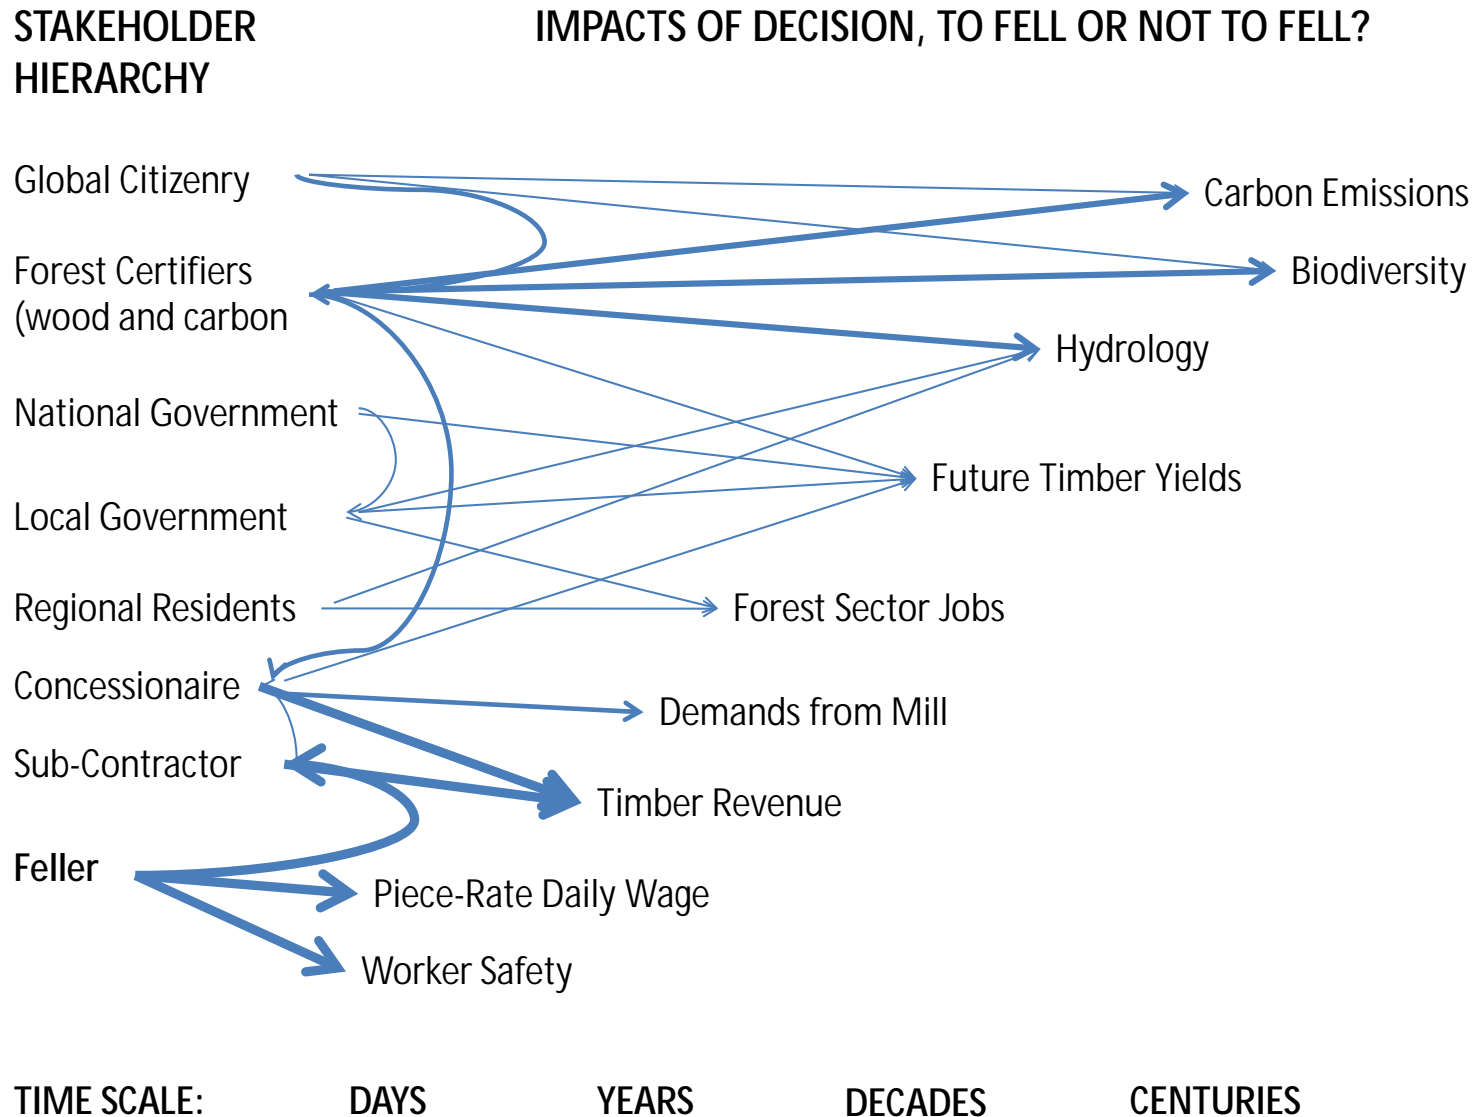 STAKEHOLDER
HIERARCHY
IMPACTS OF DECISION, TO FELL OR NOT TO FELL?
Global Citizenry
Carbon Emissions
Forest Certifiers
(wood and carbon
Biodiversity
Hydrology
National Government
Future Timber Yields
Local Government
Regional Residents
Forest Sector Jobs
Concessionaire
Demands from Mill
Sub-Contractor
Timber Revenue
Feller
Piece-Rate Daily Wage
Worker Safety
TIME SCALE: DAYS YEARS DECADES CENTURIES